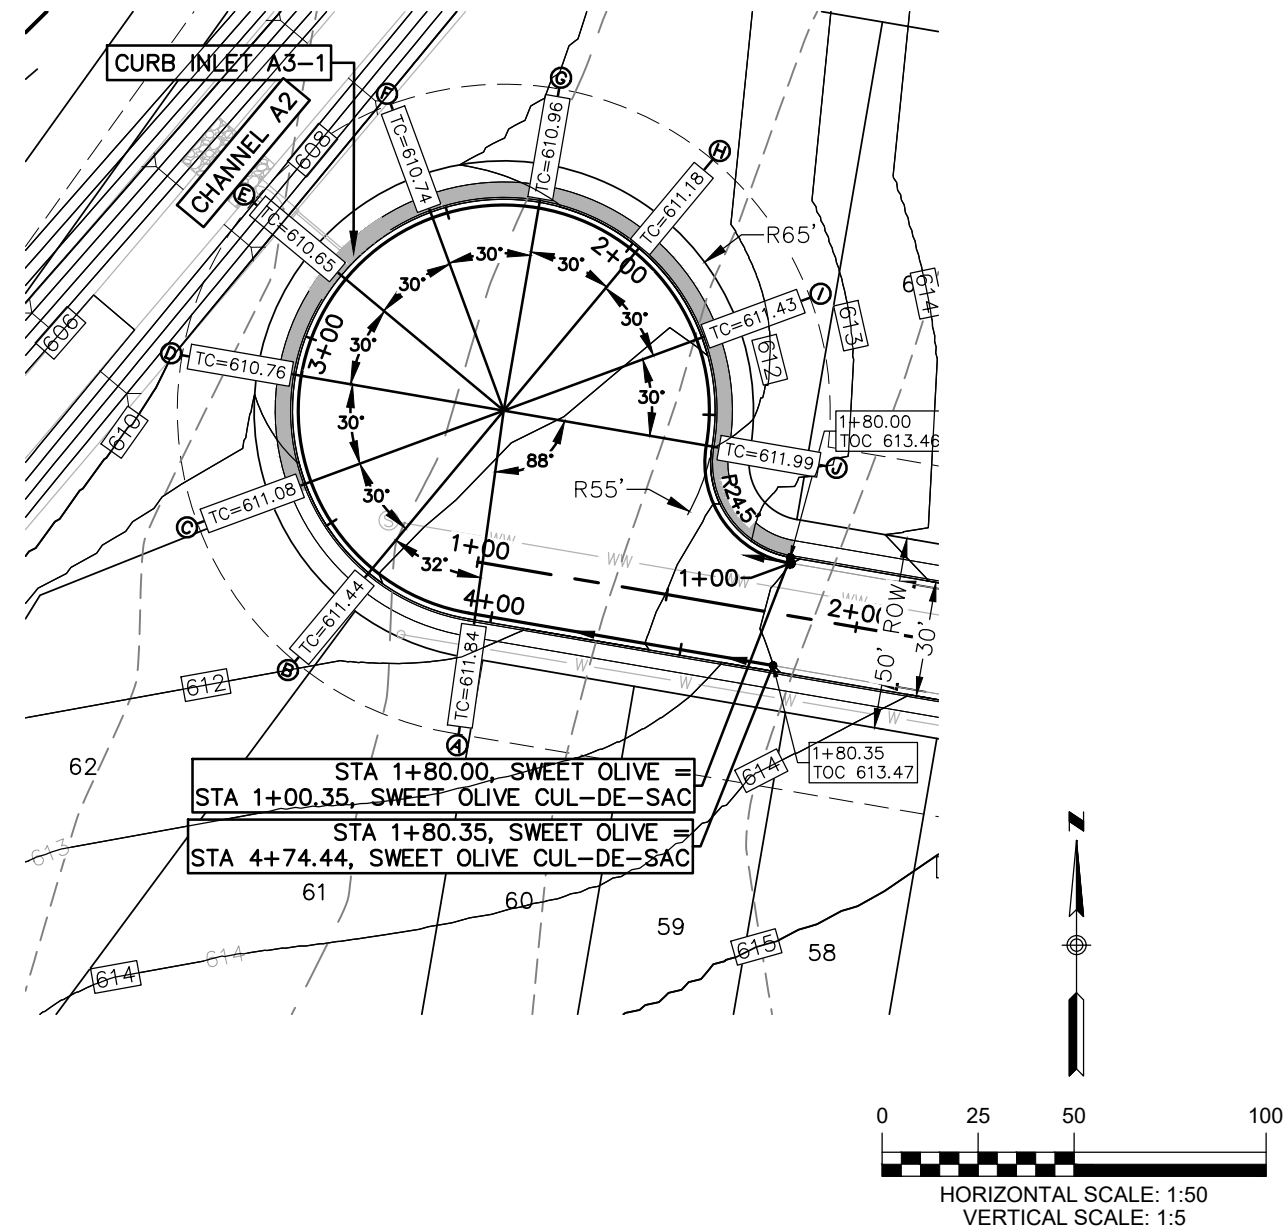 CURB INLET A3-1
CHANNEL A2
608
F
G
H
E
TC=610.74
TC=610.96
TC=611.18
TC=610.65
R65'
2+00
30°
30°
30°
30°
30°
30°
30°
30°
30°
614
613
612
I
TC=611.43
606
D
TC=610.76
3+00
610
1+80.00
TOC 613.46
TC=611.99
J
88°
R55'
R24.5'
C
TC=611.08
S
WW
WW
WW
WW
1+00
1+00
32°
4+00
2+00
50' ROW
30'
TC=611.44
B
TC=611.84
A
W
W
W
W
W
612
62
1+80.35
TOC 613.47
614
STA 1+80.00, SWEET OLIVE =
STA 1+00.35, SWEET OLIVE CUL-DE-SAC
STA 1+80.35, SWEET OLIVE =
STA 4+74.44, SWEET OLIVE CUL-DE-SAC
613
61
60
59
58
615
614
614
N
0 25 50 100
HORIZONTAL SCALE: 1:50
VERTICAL SCALE: 1:5